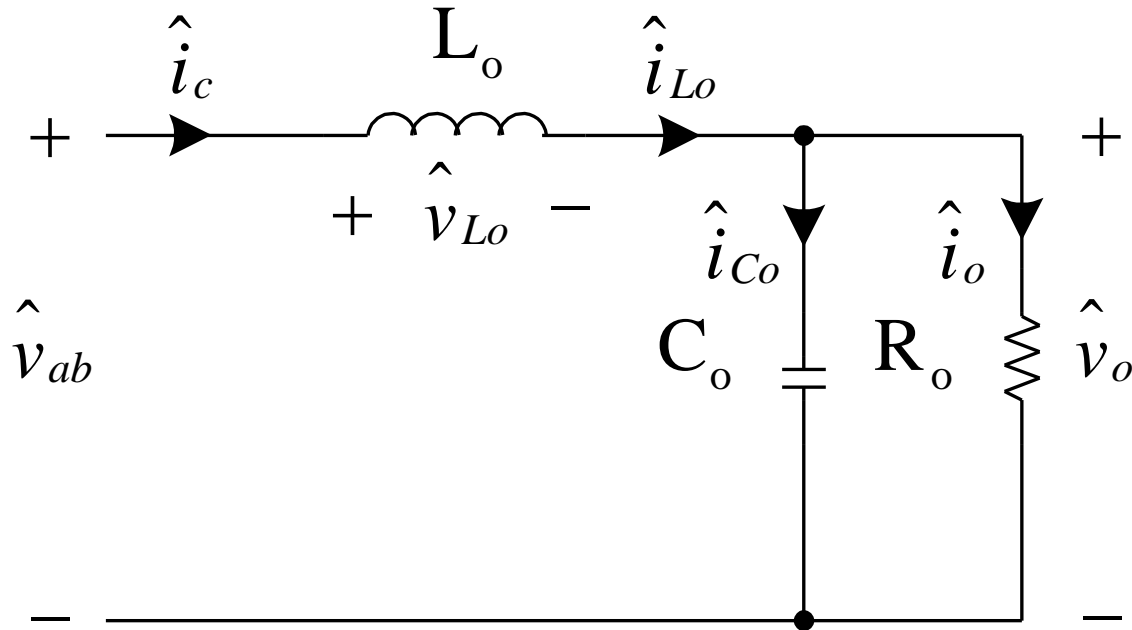 L_o
î_c
î_Lo
+ +
+ v̂_Lo −
î_Co
î_o
v̂_ab
C_o
R_o
v̂_o
− −